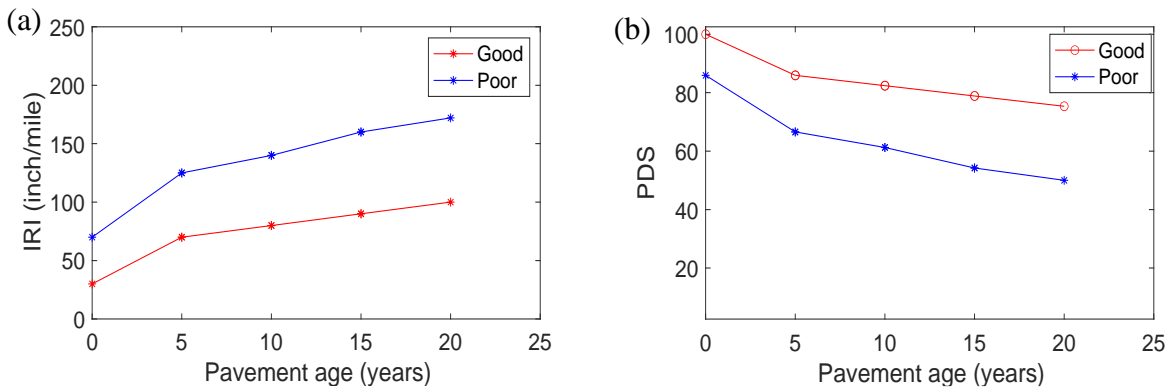 (a)
250
200
150
100
50
0
IRI (inch/mile)
Good
Poor
0 5 10 15 20 25
Pavement age (years)
(b)
100
80
60
40
20
PDS
Good
Poor
0 5 10 15 20 25
Pavement age (years)